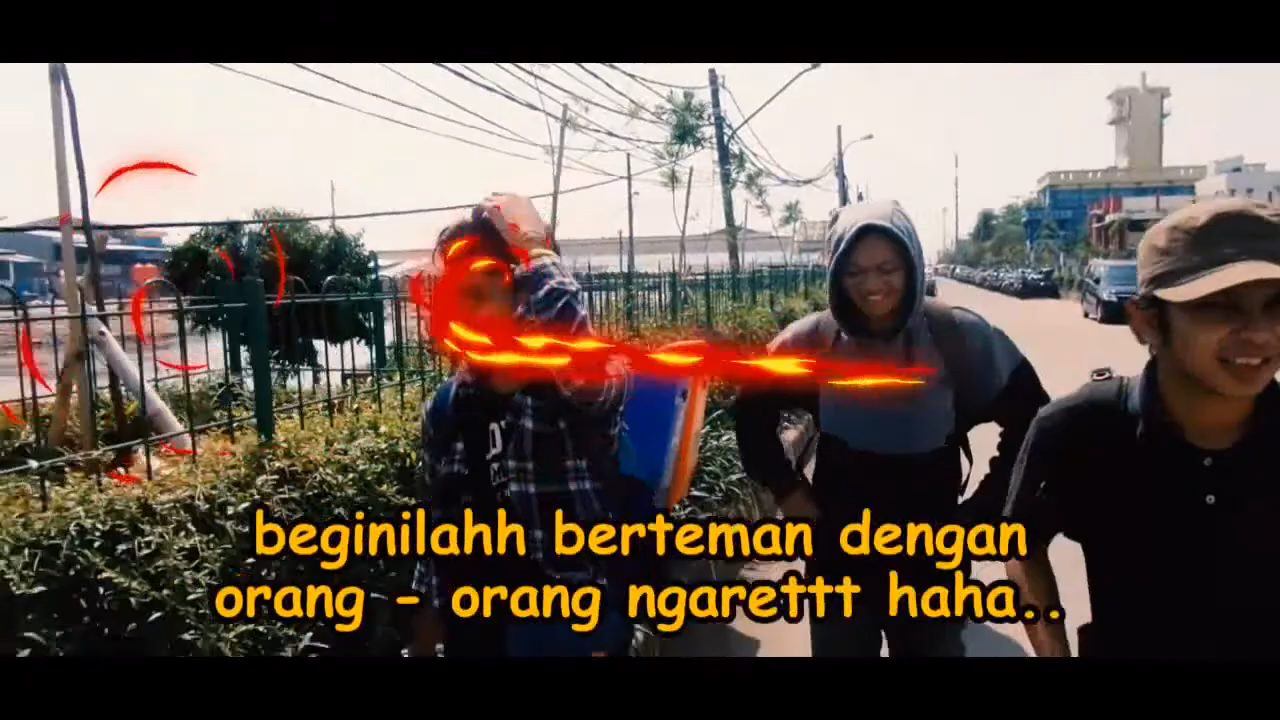 beginilahh berteman dengan
orang - orang ngarettt haha..